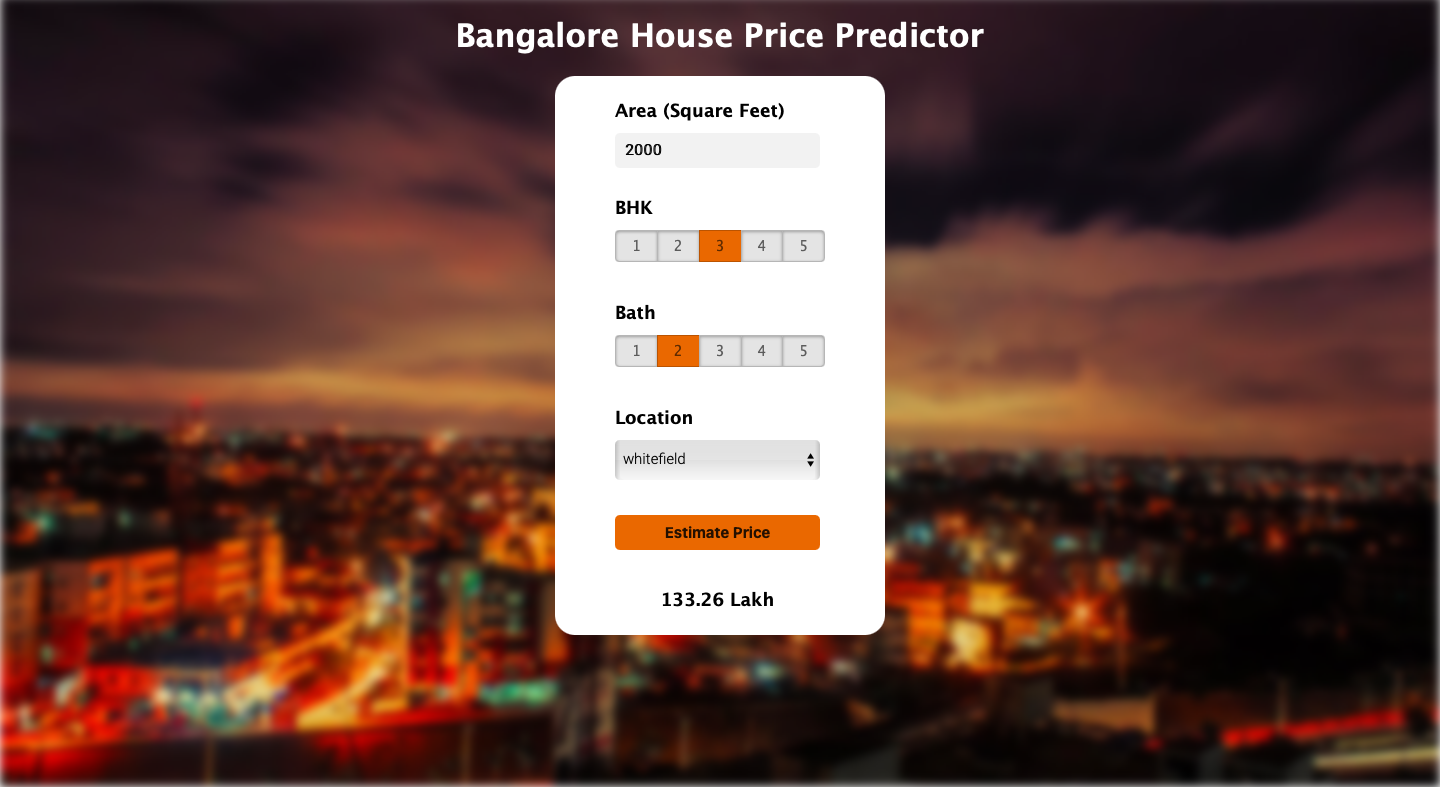 Bangalore House Price Predictor
Area (Square Feet)
2000
BHK
1 2 3 4 5
Bath
1 2 3 4 5
Location
whitefield
Estimate Price
133.26 Lakh